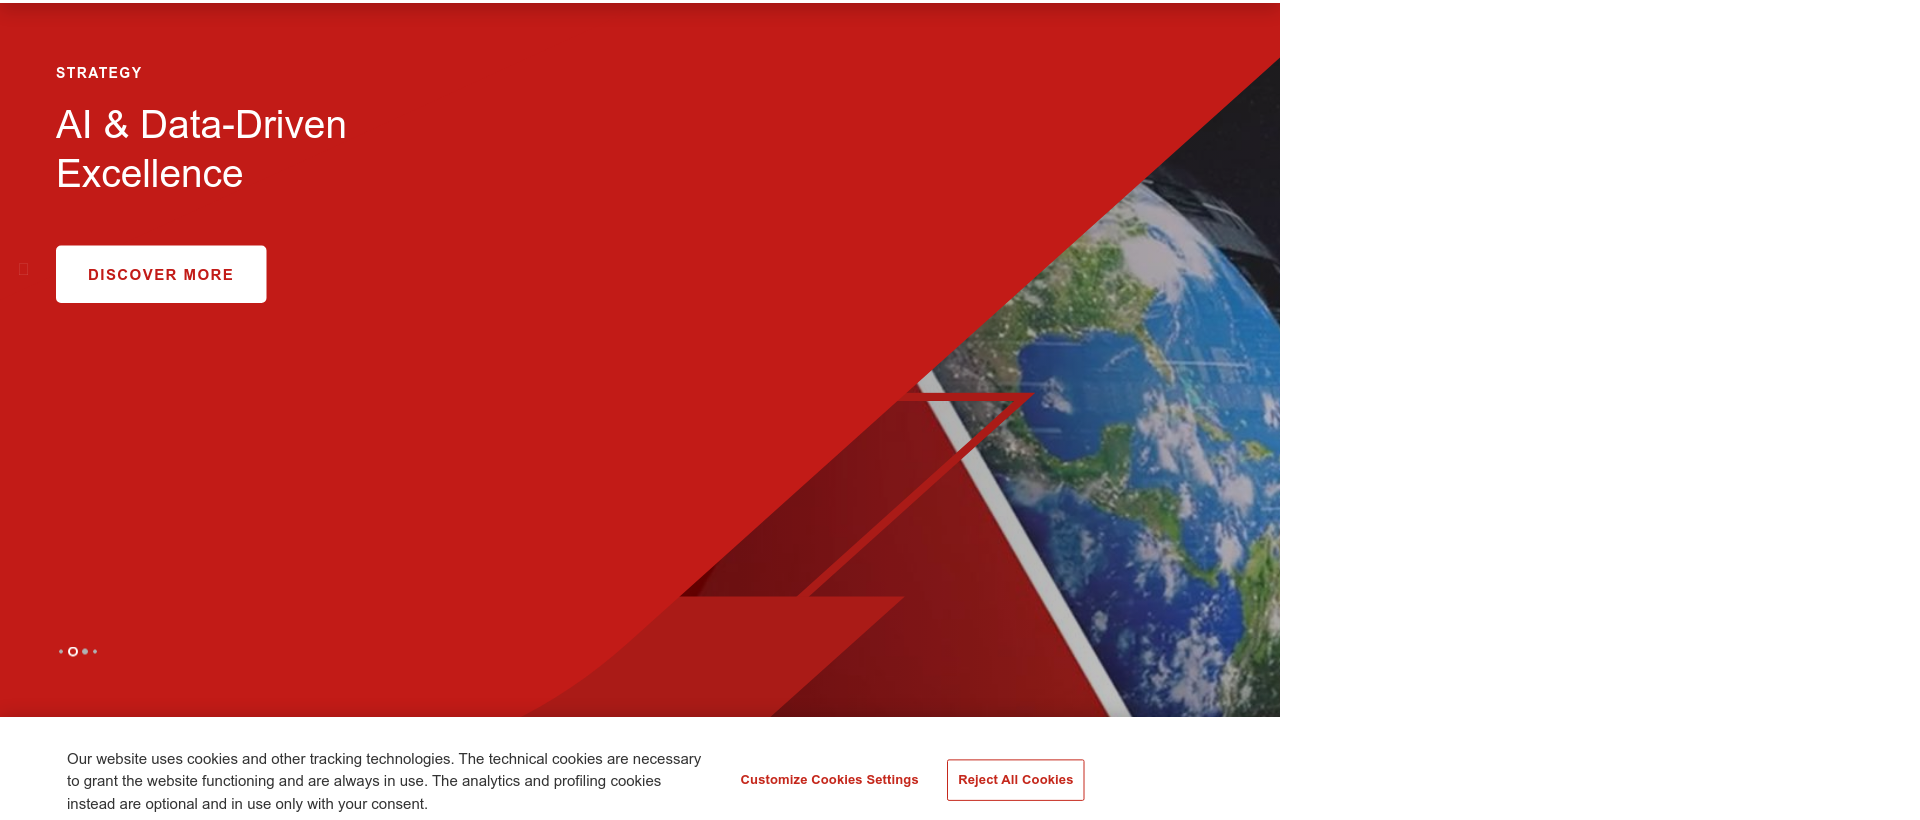 STRATEGY
AI & Data-Driven
Excellence
DISCOVER MORE
Our website uses cookies and other tracking technologies. The technical cookies are necessary
to grant the website functioning and are always in use. The analytics and profiling cookies
instead are optional and in use only with your consent.
Customize Cookies Settings
Reject All Cookies